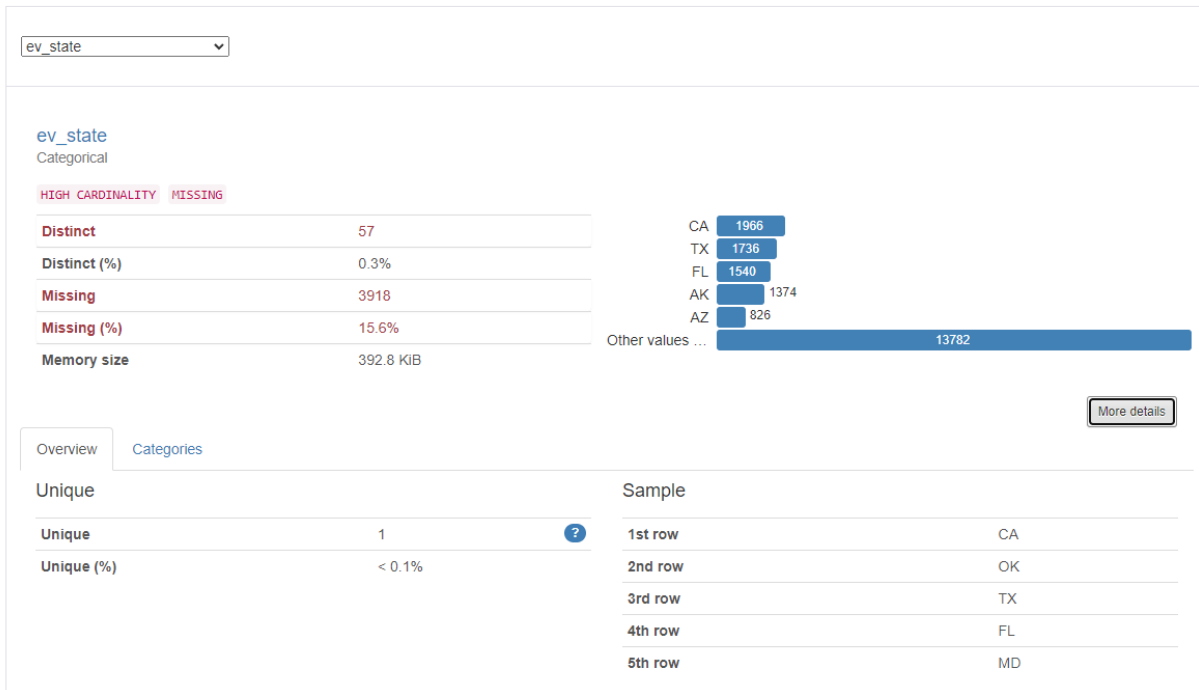 ev_state
ev_state
Categorical
HIGH CARDINALITY MISSING
Distinct 57
Distinct (%) 0.3%
Missing 3918
Missing (%) 15.6%
Memory size 392.8 KiB
CA 1966
TX 1736
FL 1540
AK 1374
AZ 826
Other values ... 13782
More details
Overview Categories
Unique
Unique 1 ?
Unique (%) < 0.1%
Sample
1st row CA
2nd row OK
3rd row TX
4th row FL
5th row MD